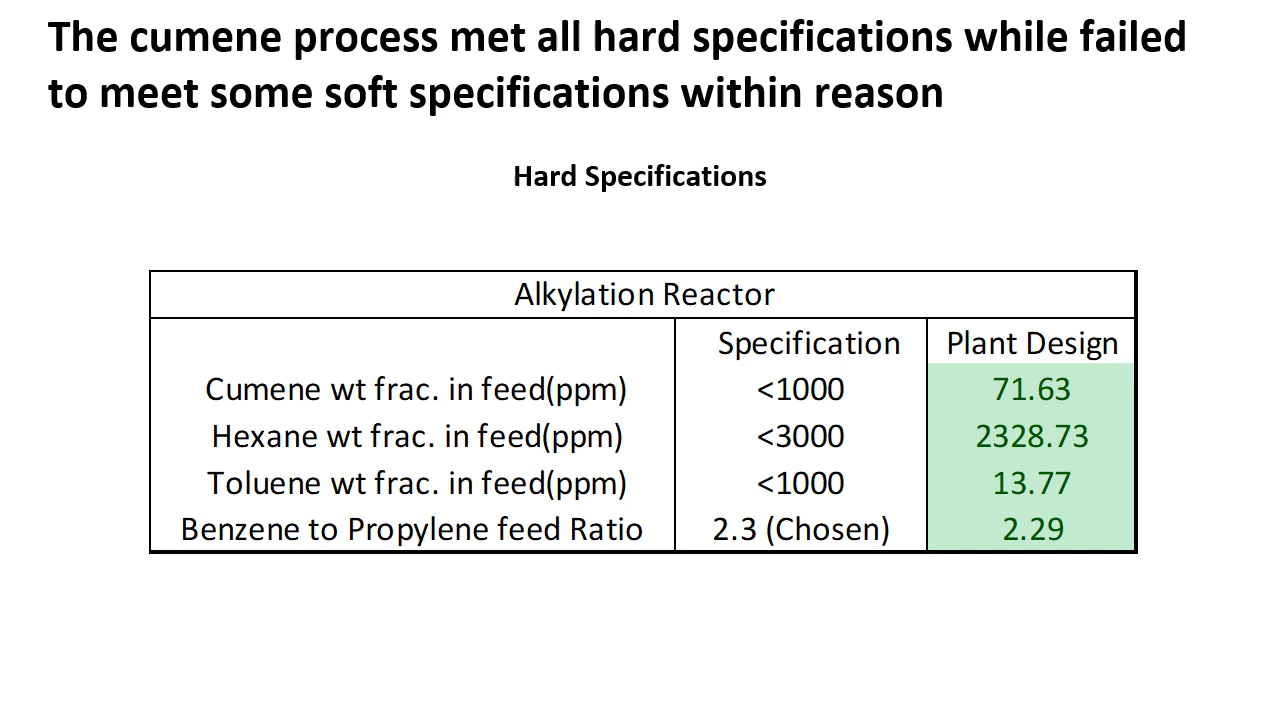 The cumene process met all hard specifications while failed
to meet some soft specifications within reason
Hard Specifications
Alkylation Reactor
Specification Plant Design
Cumene wt frac. in feed(ppm) <1000 71.63
Hexane wt frac. in feed(ppm) <3000 2328.73
Toluene wt frac. in feed(ppm) <1000 13.77
Benzene to Propylene feed Ratio 2.3 (Chosen) 2.29